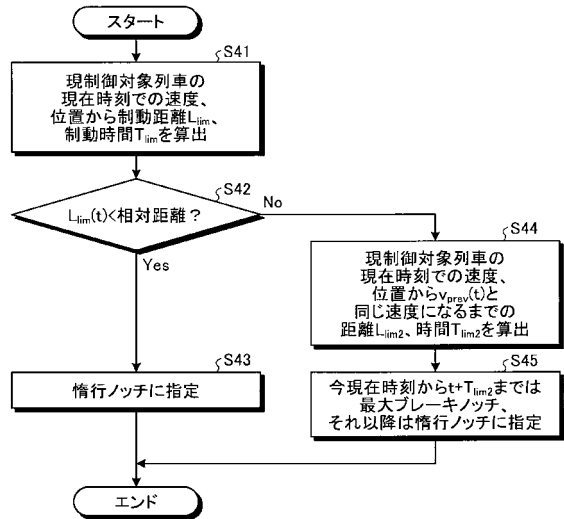 スタート
S41
現制御対象列車の
現在時刻での速度、
位置から制動距離Llim、
制動時間Tlimを算出
S42
Llim(t)<相対距離？
No
Yes
S44
現制御対象列車の
現在時刻での速度、
位置からvprev(t)と
同じ速度になるまでの
距離Llim2、時間Tlim2を算出
S43
惰行ノッチに指定
S45
今現在時刻からt+Tlim2までは
最大ブレーキノッチ、
それ以降は惰行ノッチに指定
エンド